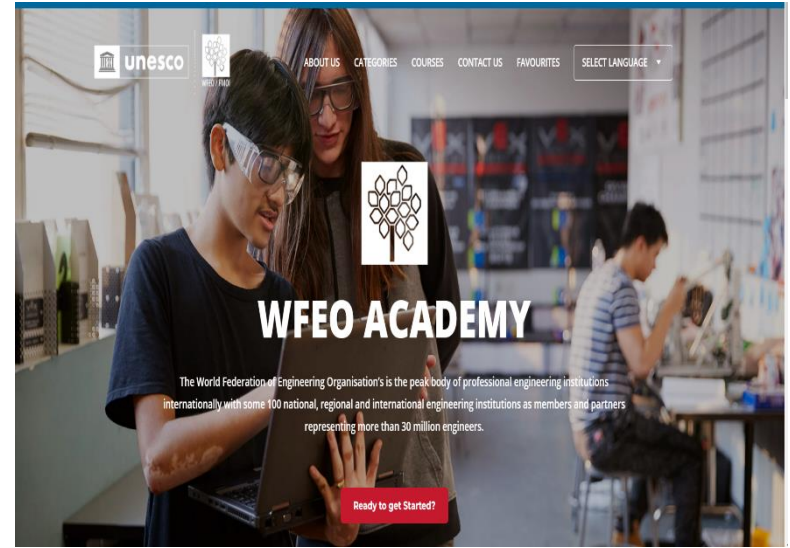 unesco
WFEO / FMOI
ABOUT US
CATEGORIES
COURSES
CONTACT US
FAVOURITES
SELECT LANGUAGE
WFEO ACADEMY
The World Federation of Engineering Organisation's is the peak body of professional engineering institutions
internationally with some 100 national, regional and international engineering institutions as members and partners
representing more than 30 million engineers.
Ready to get Started?